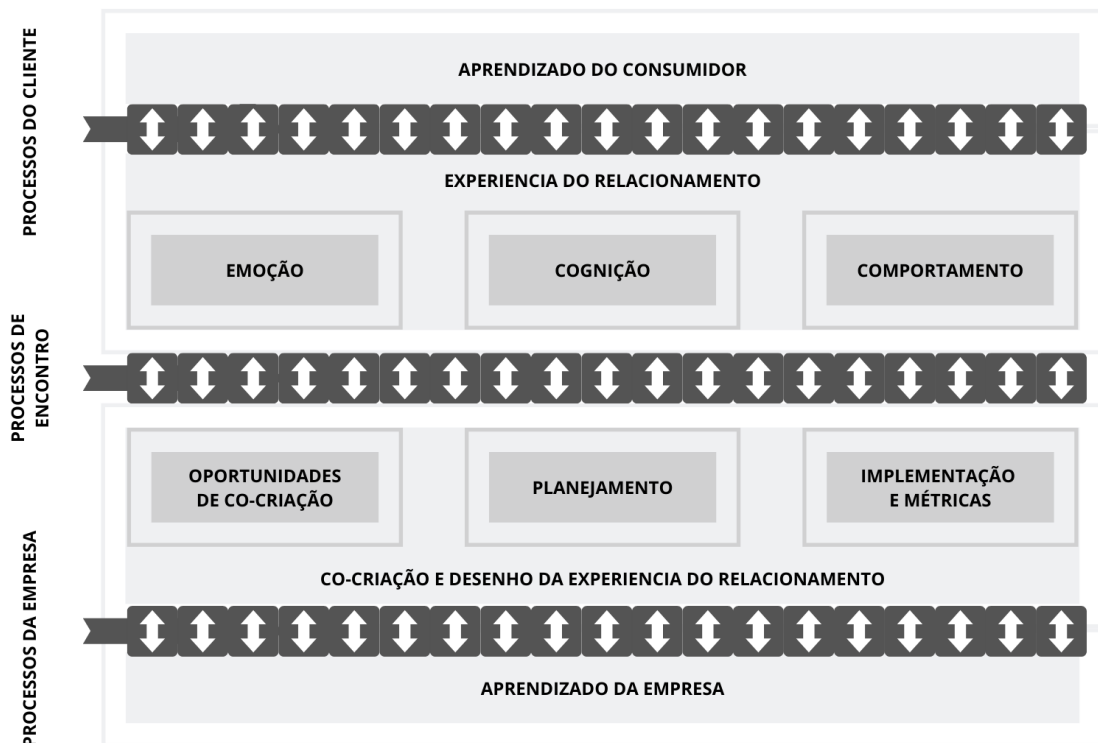 PROCESSOS DO CLIENTE
APRENDIZADO DO CONSUMIDOR
EXPERIENCIA DO RELACIONAMENTO
EMOÇÃO
COGNIÇÃO
COMPORTAMENTO
PROCESSOS DE
ENCONTRO
OPORTUNIDADES
DE CO-CRIAÇÃO
PLANEJAMENTO
IMPLEMENTAÇÃO
E MÉTRICAS
PROCESSOS DA EMPRESA
CO-CRIAÇÃO E DESENHO DA EXPERIENCIA DO RELACIONAMENTO
APRENDIZADO DA EMPRESA